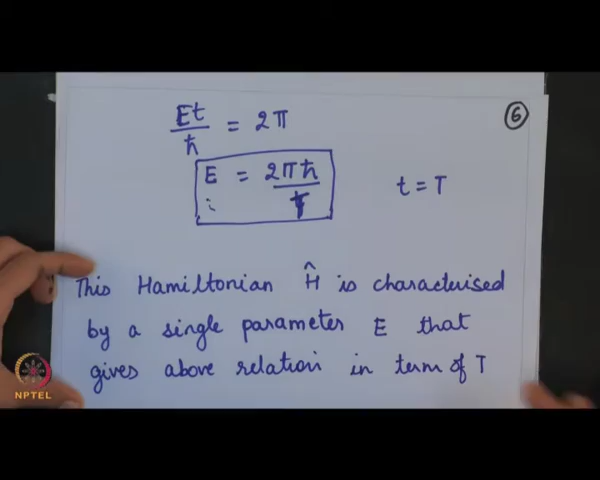 6
Et/ħ = 2π
E = 2πħ/T
t = T
This Hamiltonian Ĥ is characterised
by a single parameter E that
gives above relation in term of T
NPTEL